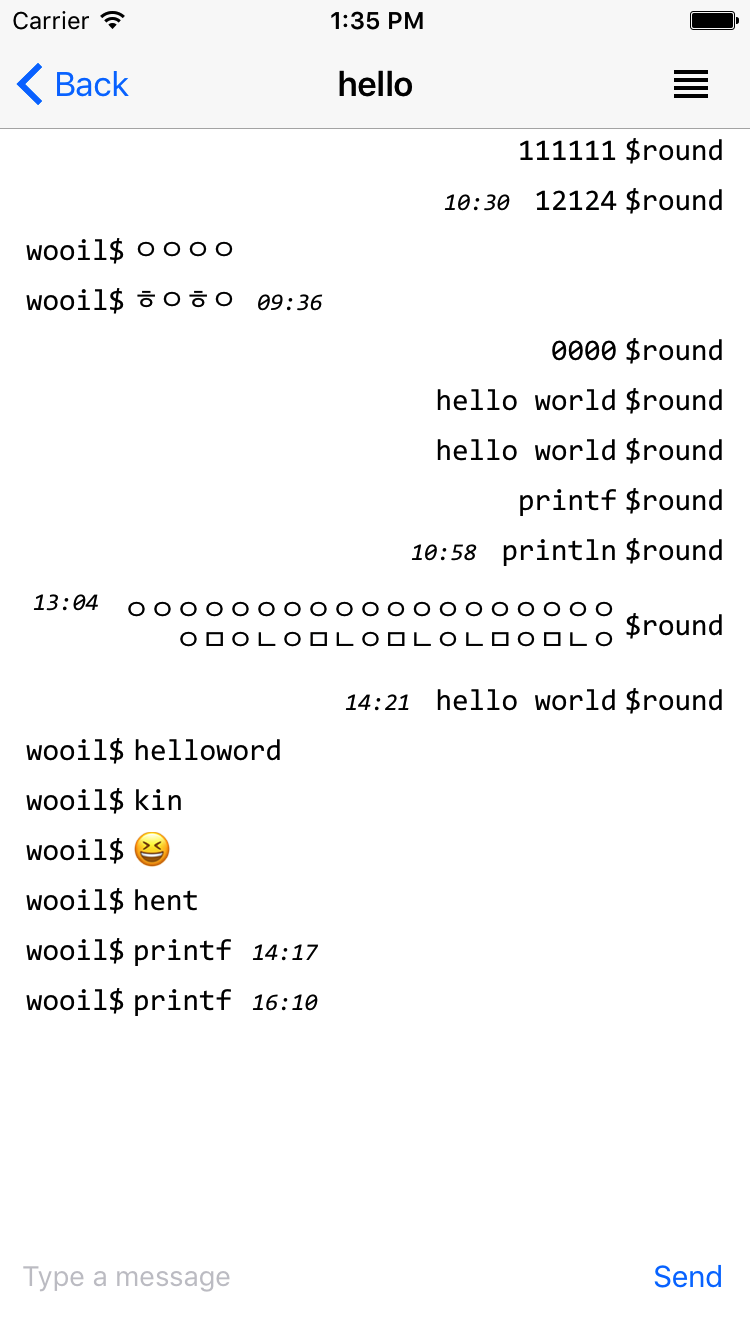 Carrier 1:35 PM
Back hello
111111 $round
10:30 12124 $round
wooil$ ㅇㅇㅇㅇ
wooil$ ㅎㅇㅎㅇ 09:36
0000 $round
hello world $round
hello world $round
printf $round
10:58 println $round
13:04 ㅇㅇㅇㅇㅇㅇㅇㅇㅇㅇㅇㅇㅇㅇㅇㅇㅇㅇㅇ
ㅇㅁㅇㄴㅇㅁㄴㅇㅁㄴㅇㄴㅁㅇㅁㄴㅇ $round
14:21 hello world $round
wooil$ helloword
wooil$ kin
wooil$ 😆
wooil$ hent
wooil$ printf 14:17
wooil$ printf 16:10
Type a message Send